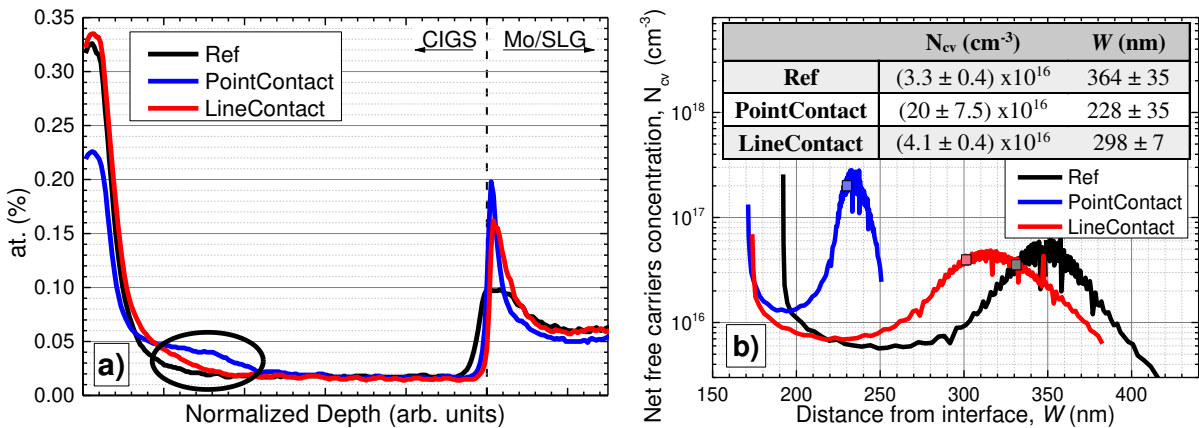 0.35
0.30
0.25
0.20
0.15
0.10
0.05
0.00
at. (%)
Ref
PointContact
LineContact
CIGS
Mo/SLG
a)
Normalized Depth (arb. units)
Net free carriers concentration, N_cv (cm^-3)
10^18
10^17
10^16
N_cv (cm^-3) W (nm)
Ref (3.3 ± 0.4) x10^16 364 ± 35
PointContact (20 ± 7.5) x10^16 228 ± 35
LineContact (4.1 ± 0.4) x10^16 298 ± 7
Ref
PointContact
LineContact
b)
150 200 250 300 350 400
Distance from interface, W (nm)